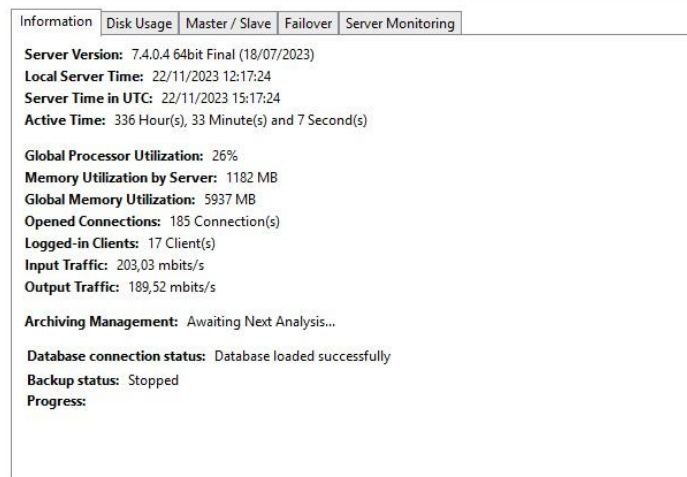 Information Disk Usage Master / Slave Failover Server Monitoring
Server Version: 7.4.0.4 64bit Final (18/07/2023)
Local Server Time: 22/11/2023 12:17:24
Server Time in UTC: 22/11/2023 15:17:24
Active Time: 336 Hour(s), 33 Minute(s) and 7 Second(s)
Global Processor Utilization: 26%
Memory Utilization by Server: 1182 MB
Global Memory Utilization: 5937 MB
Opened Connections: 185 Connection(s)
Logged-in Clients: 17 Client(s)
Input Traffic: 203,03 mbits/s
Output Traffic: 189,52 mbits/s
Archiving Management: Awaiting Next Analysis...
Database connection status: Database loaded successfully
Backup status: Stopped
Progress: